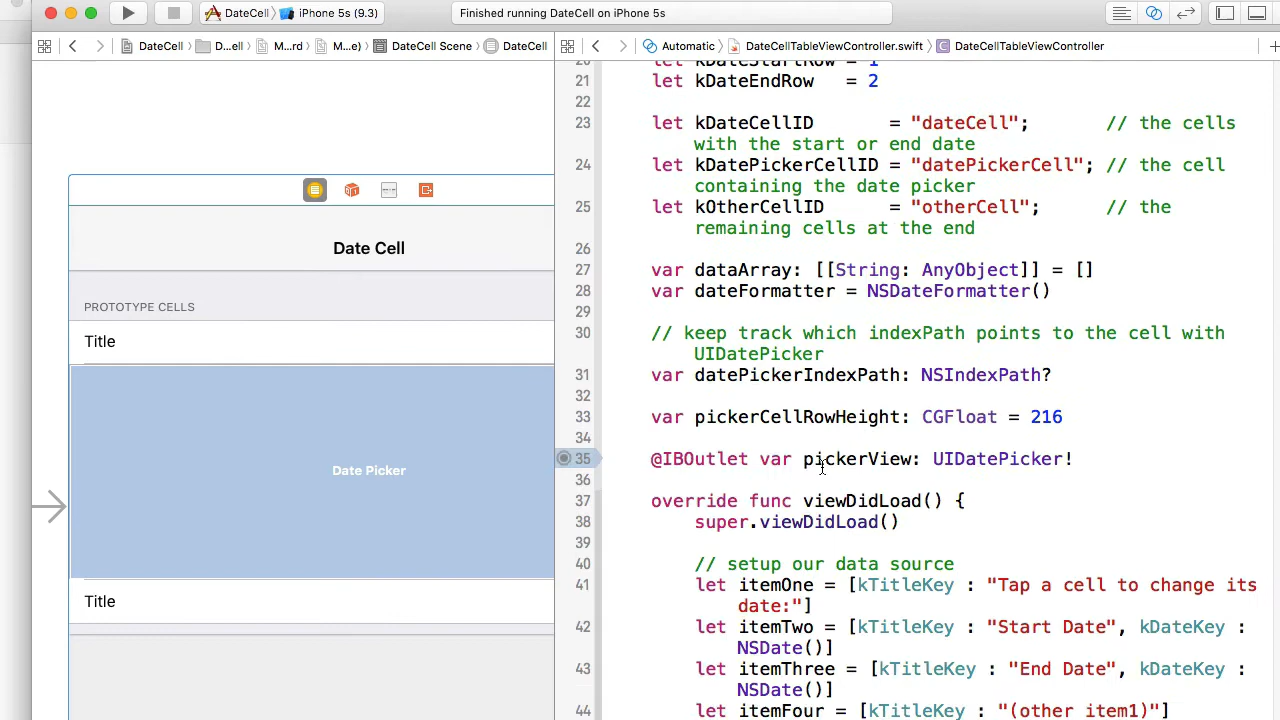 DateCell
iPhone 5s (9.3)
Finished running DateCell on iPhone 5s
DateCell
D...ell
M...rd
M...e)
DateCell Scene
DateCell
Automatic
DateCellTableViewController.swift
DateCellTableViewController
Date Cell
PROTOTYPE CELLS
Title
Date Picker
Title
20 let kDateStartRow = 1
21 let kDateEndRow   = 2
22
23 let kDateCellID       = "dateCell";       // the cells
with the start or end date
24 let kDatePickerCellID = "datePickerCell"; // the cell
containing the date picker
25 let kOtherCellID      = "otherCell";      // the
remaining cells at the end
26
27 var dataArray: [[String: AnyObject]] = []
28 var dateFormatter = NSDateFormatter()
29
30 // keep track which indexPath points to the cell with
UIDatePicker
31 var datePickerIndexPath: NSIndexPath?
32
33 var pickerCellRowHeight: CGFloat = 216
34
35 @IBOutlet var pickerView: UIDatePicker!
36
37 override func viewDidLoad() {
38 super.viewDidLoad()
39
40 // setup our data source
41 let itemOne = [kTitleKey : "Tap a cell to change its
date:"]
42 let itemTwo = [kTitleKey : "Start Date", kDateKey :
NSDate()]
43 let itemThree = [kTitleKey : "End Date", kDateKey :
NSDate()]
44 let itemFour = [kTitleKey : "(other item1)"]